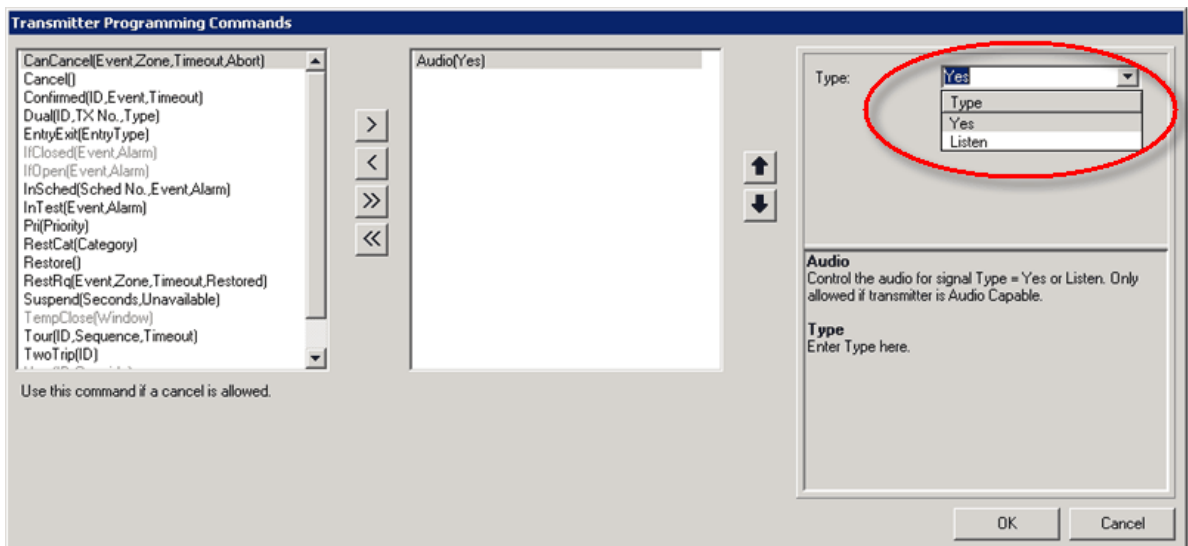 Transmitter Programming Commands
CanCancel(Event,Zone,Timeout,Abort)
Cancel()
Confirmed(ID,Event,Timeout)
Dual(ID,TX No.,Type)
EntryExit(EntryType)
IfClosed(Event,Alarm)
IfOpen(Event,Alarm)
InSched(Sched No.,Event,Alarm)
InTest(Event,Alarm)
Pri(Priority)
RestCat(Category)
Restore()
RestRq(Event,Zone,Timeout,Restored)
Suspend(Seconds,Unavailable)
TempClose(Window)
Tour(ID,Sequence,Timeout)
TwoTrip(ID)
Use this command if a cancel is allowed.
>
<
>>
<<
Audio(Yes)
Type:
Yes
Type
Yes
Listen
Audio
Control the audio for signal Type = Yes or Listen. Only
allowed if transmitter is Audio Capable.
Type
Enter Type here.
OK
Cancel